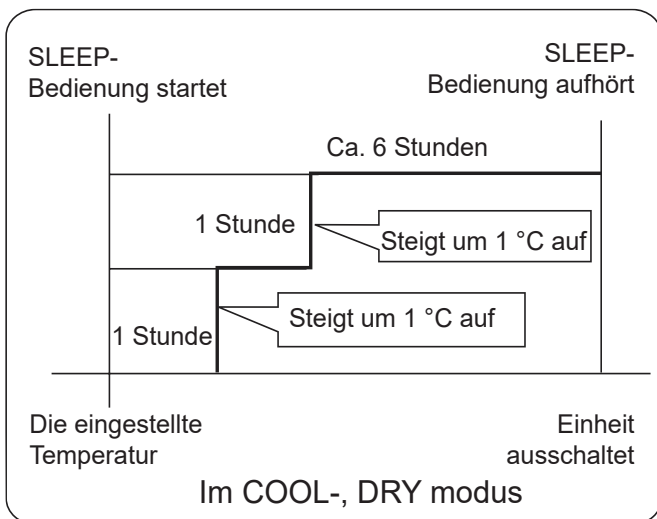 SLEEP-
Bedienung startet
SLEEP-
Bedienung aufhört
Ca. 6 Stunden
1 Stunde
Steigt um 1 °C auf
Steigt um 1 °C auf
1 Stunde
Die eingestellte
Temperatur
Einheit
ausschaltet
Im COOL-, DRY modus